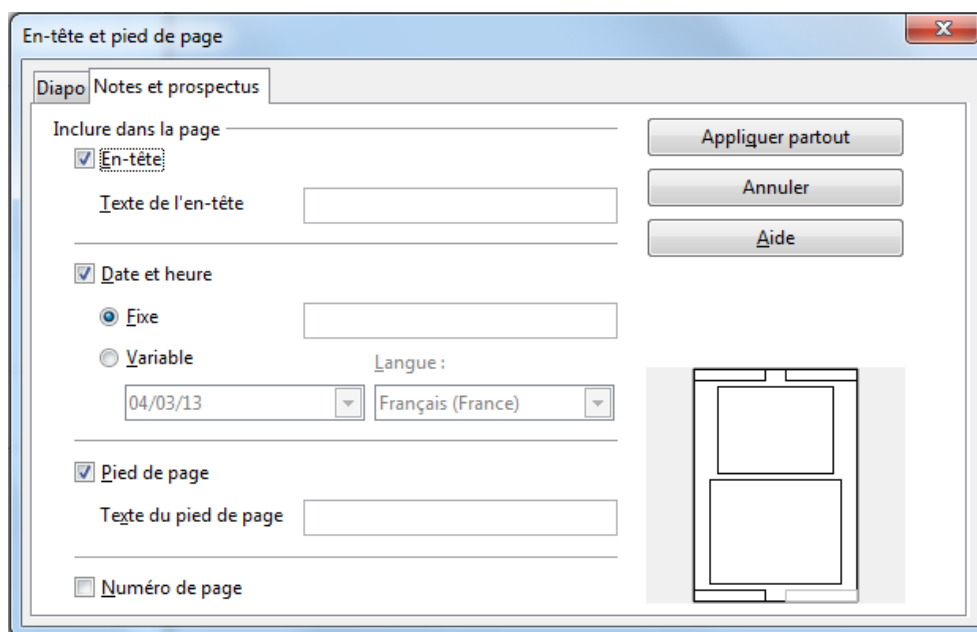 En-tête et pied de page
Diapo Notes et prospectus
Inclure dans la page
En-tête
Texte de l'en-tête
Date et heure
Fixe
Variable
Langue :
04/03/13
Français (France)
Pied de page
Texte du pied de page
Numéro de page
Appliquer partout
Annuler
Aide